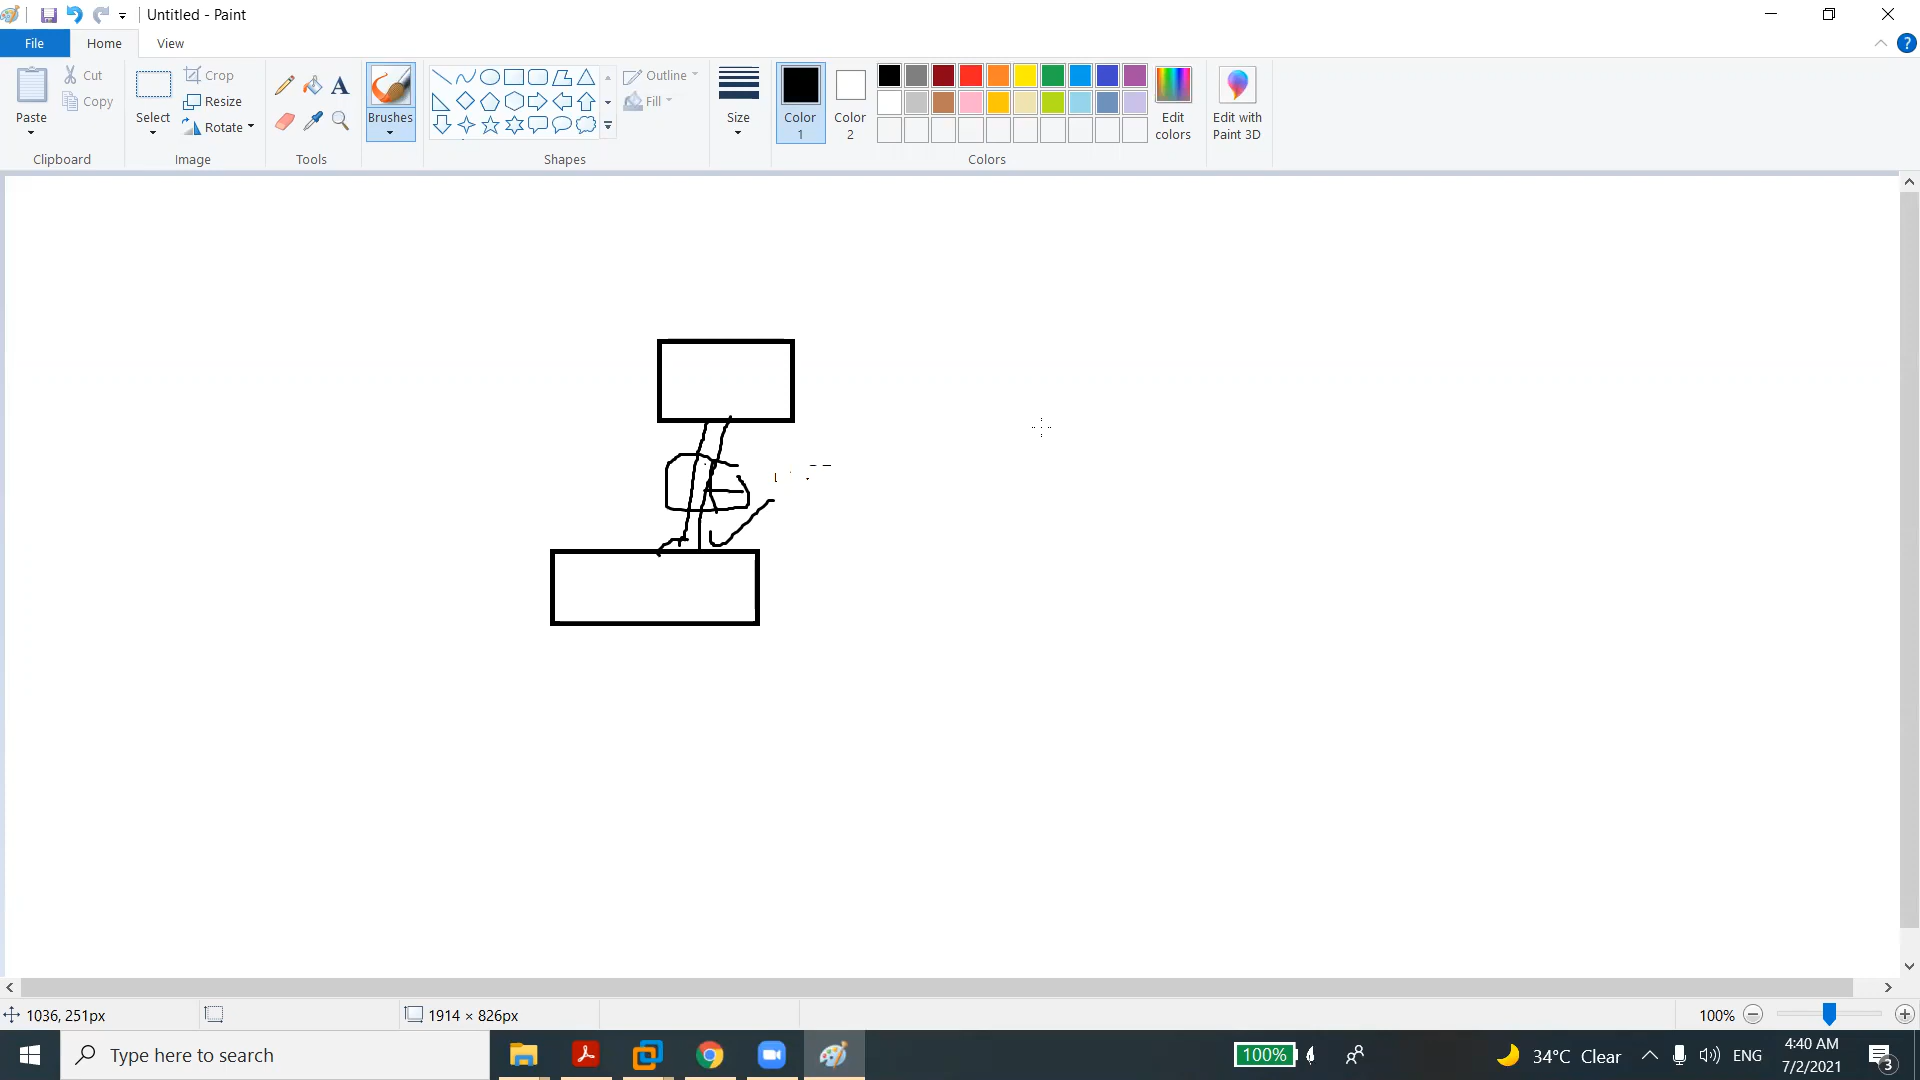 Untitled - Paint
File Home View ?
Paste
Cut
Copy
Clipboard
Select
Crop
Resize
Rotate
Image
A
Tools
Brushes
Outline
Fill
Shapes
Size
Color 1
Color 2
Edit colors
Colors
Edit with Paint 3D
1036, 251px 1914 × 826px 100%
Type here to search
100% 34°C Clear ENG 4:40 AM
7/2/2021
3